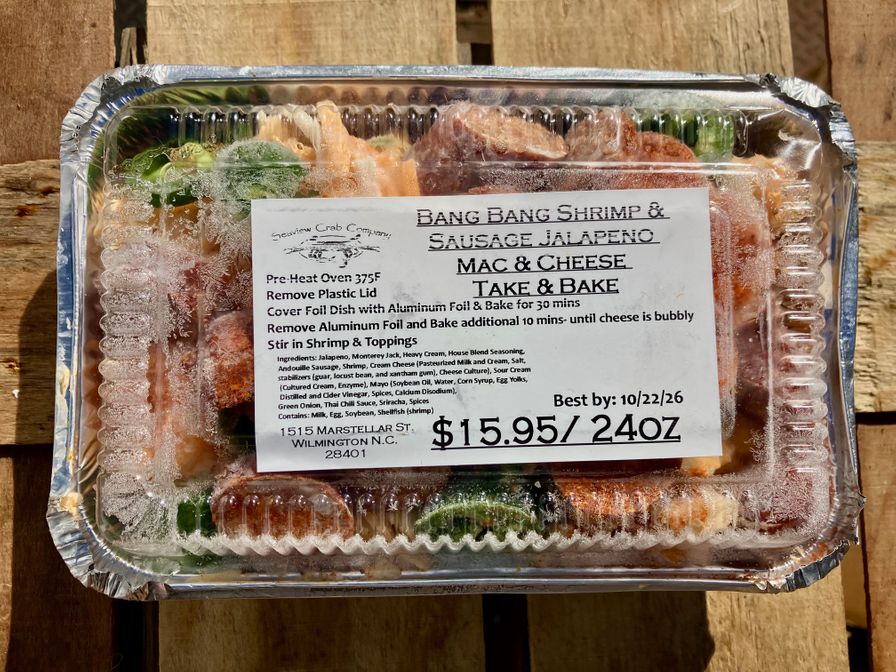 Seaview Crab Company
BANG BANG SHRIMP &
SAUSAGE JALAPENO
MAC & CHEESE
TAKE & BAKE
Pre-Heat Oven 375F
Remove Plastic Lid
Cover Foil Dish with Aluminum Foil & Bake for 30 mins
Remove Aluminum Foil and Bake additional 10 mins- until cheese is bubbly
Stir in Shrimp & Toppings
Ingredients: Jalapeno, Monterey Jack, Heavy Cream, House Blend Seasoning,
Andouille Sausage, Shrimp, Cream Cheese (Pasteurized Milk and Cream, Salt,
stabilizers (guar, locust bean, and xantham gum), Cheese Culture), Sour Cream
(Cultured Cream, Enzyme), Mayo (Soybean Oil, Water, Corn Syrup, Egg Yolks,
Distilled and Cider Vinegar, Spices, Calcium Disodium),
Green Onion, Thai Chili Sauce, Sriracha, Spices
Contains: Milk, Egg, Soybean, Shellfish (shrimp)
Best by: 10/22/26
$15.95/ 24OZ
1515 MARSTELLAR ST.
WILMINGTON N.C.
28401